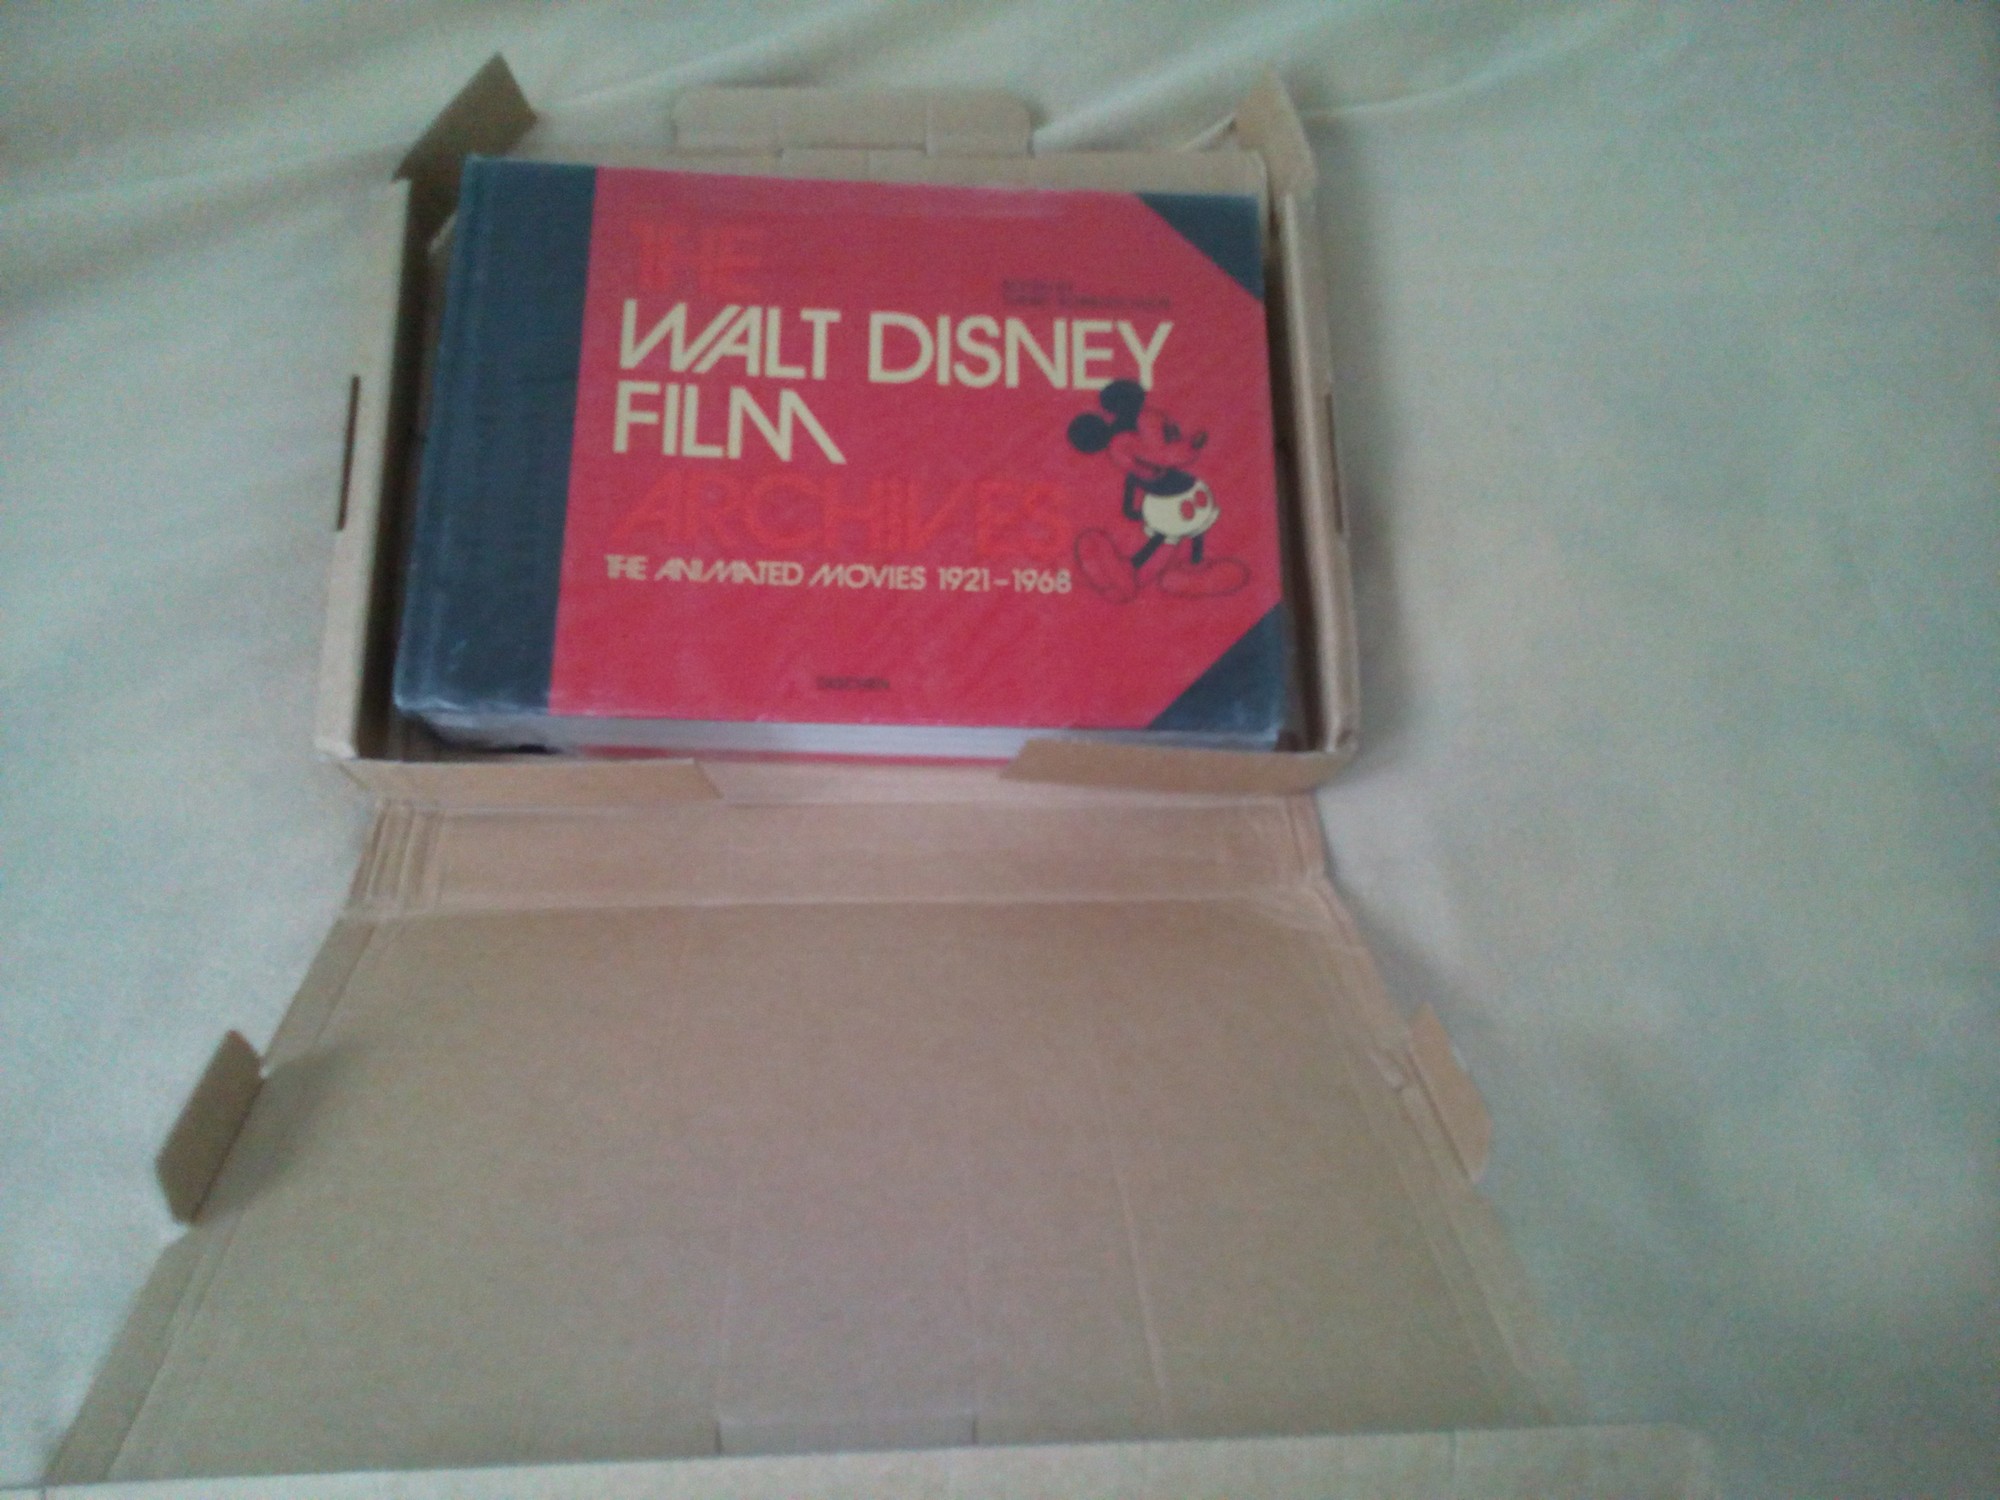 THE
WALT DISNEY
FILM
ARCHIVES
THE ANIMATED MOVIES 1921–1968
TASCHEN